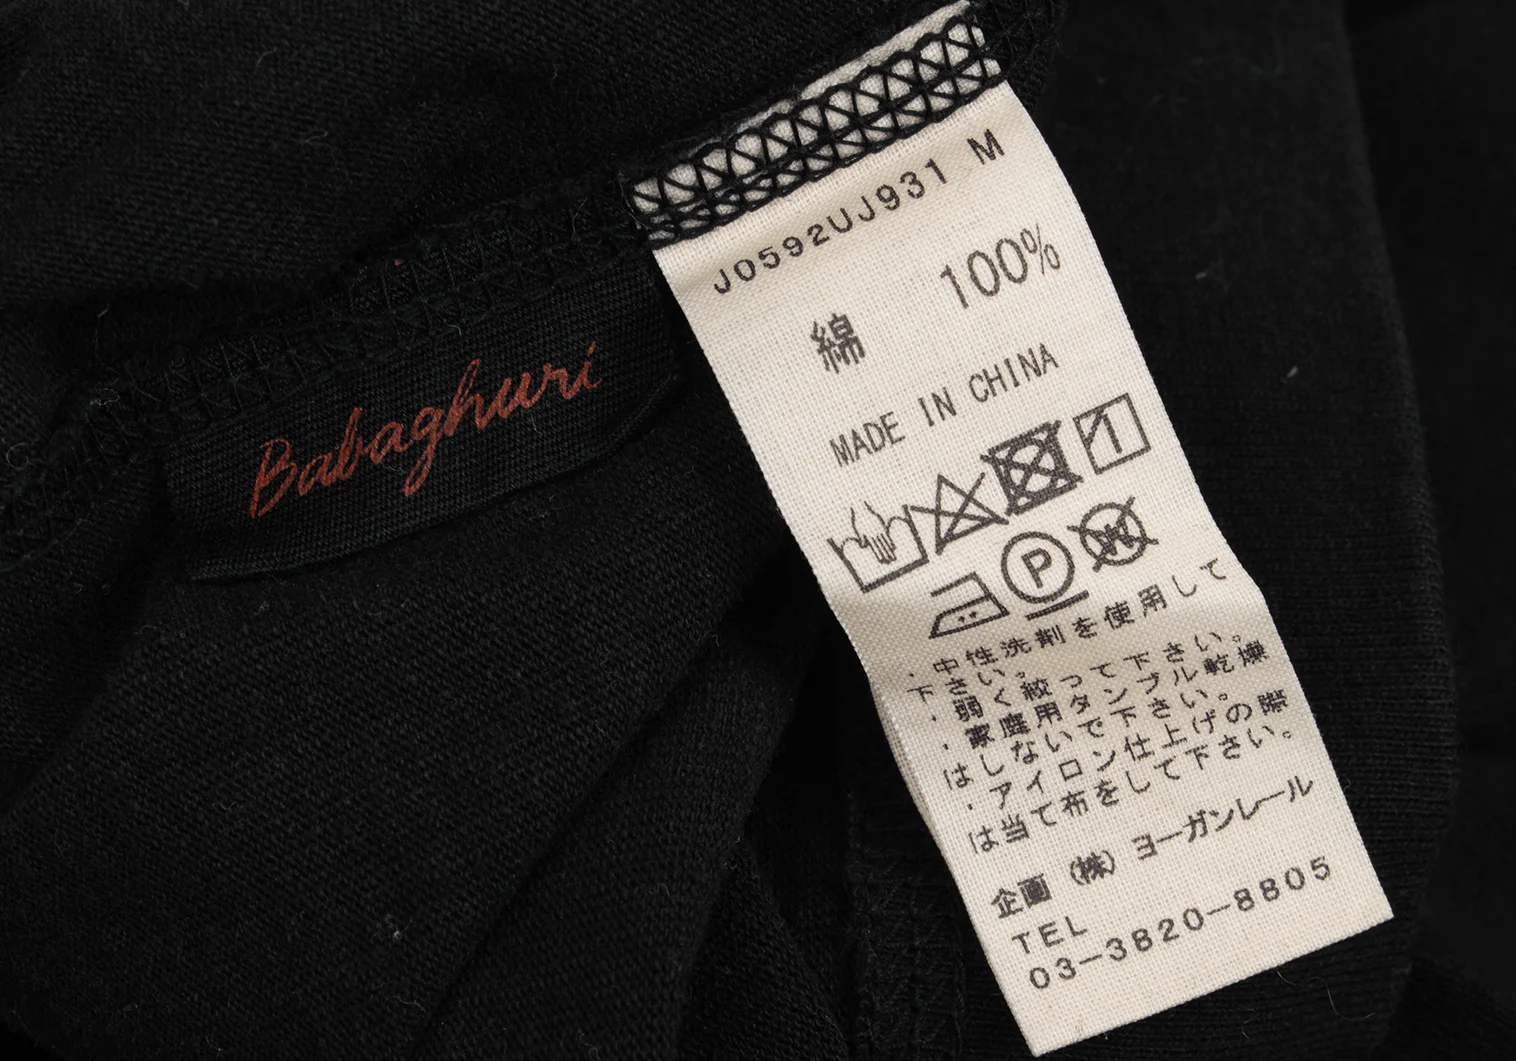 Babaghuri
J0592UJ931 M
綿 100%
MADE IN CHINA
P
・中性洗剤を使用して
下さい。
・弱く絞って下さい。
・家庭用タンブル乾燥
はしないで下さい。
・アイロン仕上げの際
は当て布をして下さい。
企画 (株) ヨーガンレール
TEL
03-3820-8805